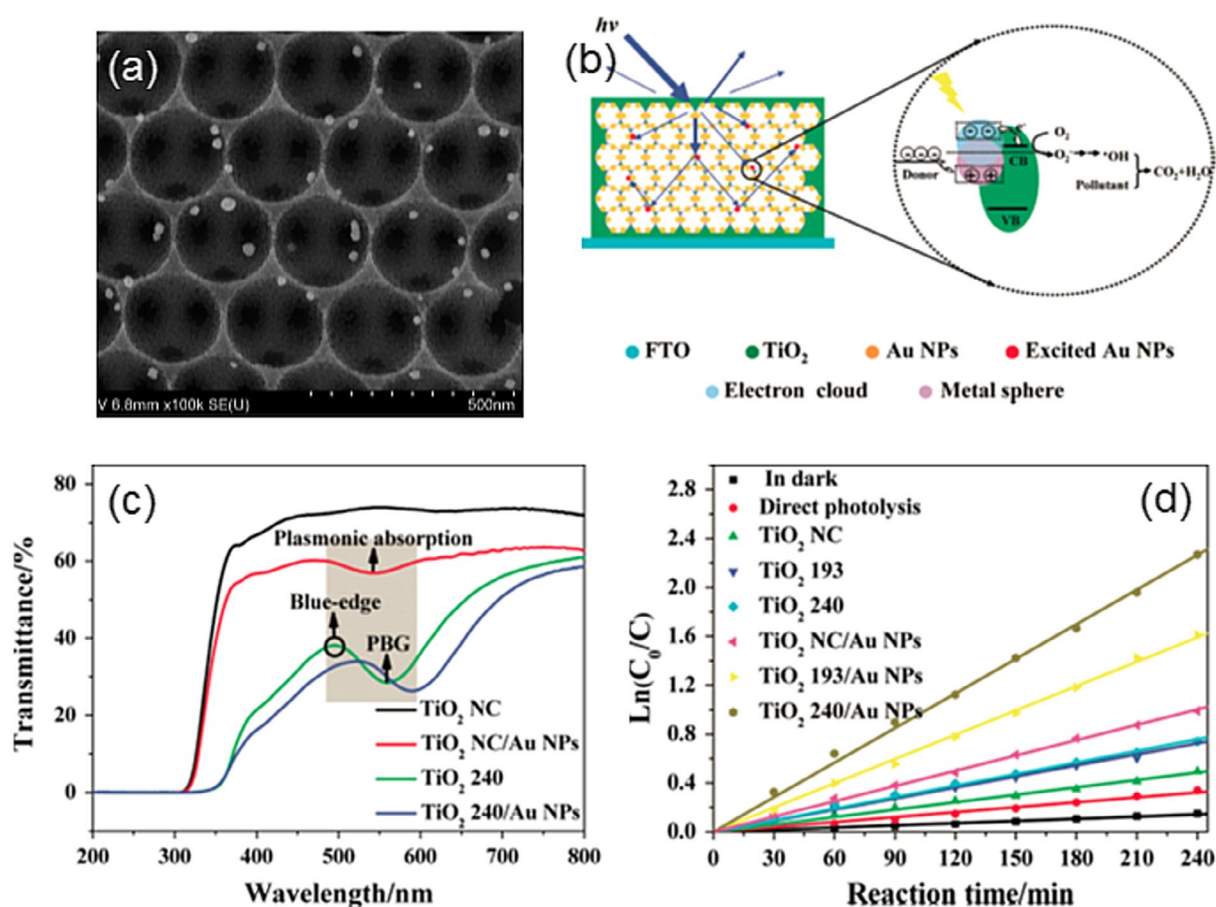 (a)
V 6.8mm x100k SE(U)
500nm
(b)
hν
Donor
CB
VB
O₂
O₂⁻
•OH
Pollutant
CO₂+H₂O
FTO
TiO₂
Au NPs
Excited Au NPs
Electron cloud
Metal sphere
(c)
Transmittance/%
80
60
40
20
0
Plasmonic absorption
Blue-edge
PBG
TiO₂ NC
TiO₂ NC/Au NPs
TiO₂ 240
TiO₂ 240/Au NPs
200 300 400 500 600 700 800
Wavelength/nm
(d)
Ln(C₀/C)
2.8
2.4
2.0
1.6
1.2
0.8
0.4
0.0
In dark
Direct photolysis
TiO₂ NC
TiO₂ 193
TiO₂ 240
TiO₂ NC/Au NPs
TiO₂ 193/Au NPs
TiO₂ 240/Au NPs
0 30 60 90 120 150 180 210 240
Reaction time/min